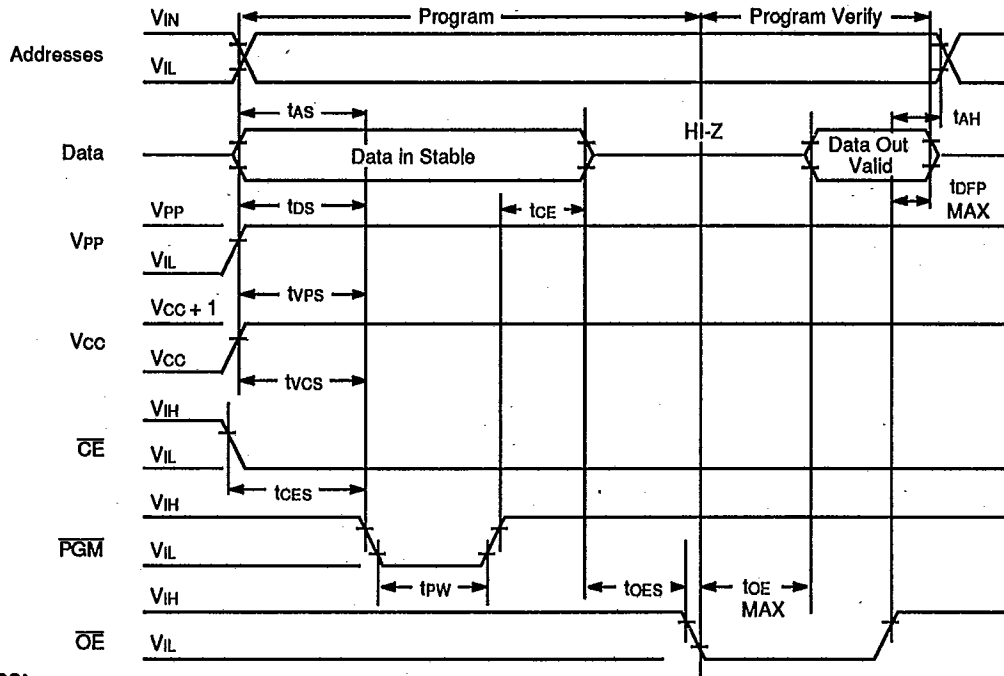 VIN
Program
Program Verify
Addresses
VIL
tAS
tAH
HI-Z
Data
Data in Stable
Data Out
Valid
tDS
tCE
tDFP
MAX
VPP
VPP
VIL
tVPS
VCC + 1
VCC
VCC
tVCS
VIH
CE
VIL
tCES
VIH
PGM
VIL
tPW
tOES
tOE
MAX
VIH
OE
VIL